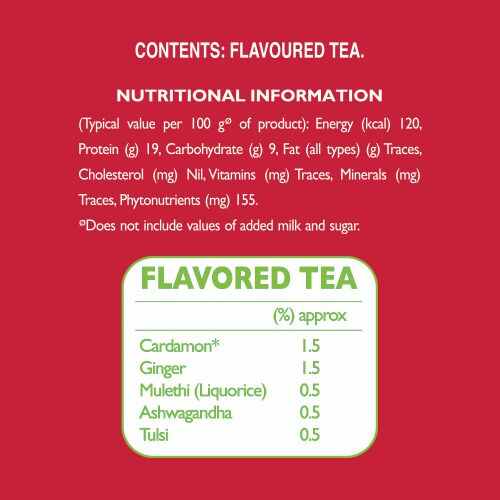 CONTENTS: FLAVOURED TEA.
NUTRITIONAL INFORMATION
(Typical value per 100 gø of product): Energy (kcal) 120,
Protein (g) 19, Carbohydrate (g) 9, Fat (all types) (g) Traces,
Cholesterol (mg) Nil, Vitamins (mg) Traces, Minerals (mg)
Traces, Phytonutrients (mg) 155.
øDoes not include values of added milk and sugar.
FLAVORED TEA
(%) approx
Cardamon* 1.5
Ginger 1.5
Mulethi (Liquorice) 0.5
Ashwagandha 0.5
Tulsi 0.5